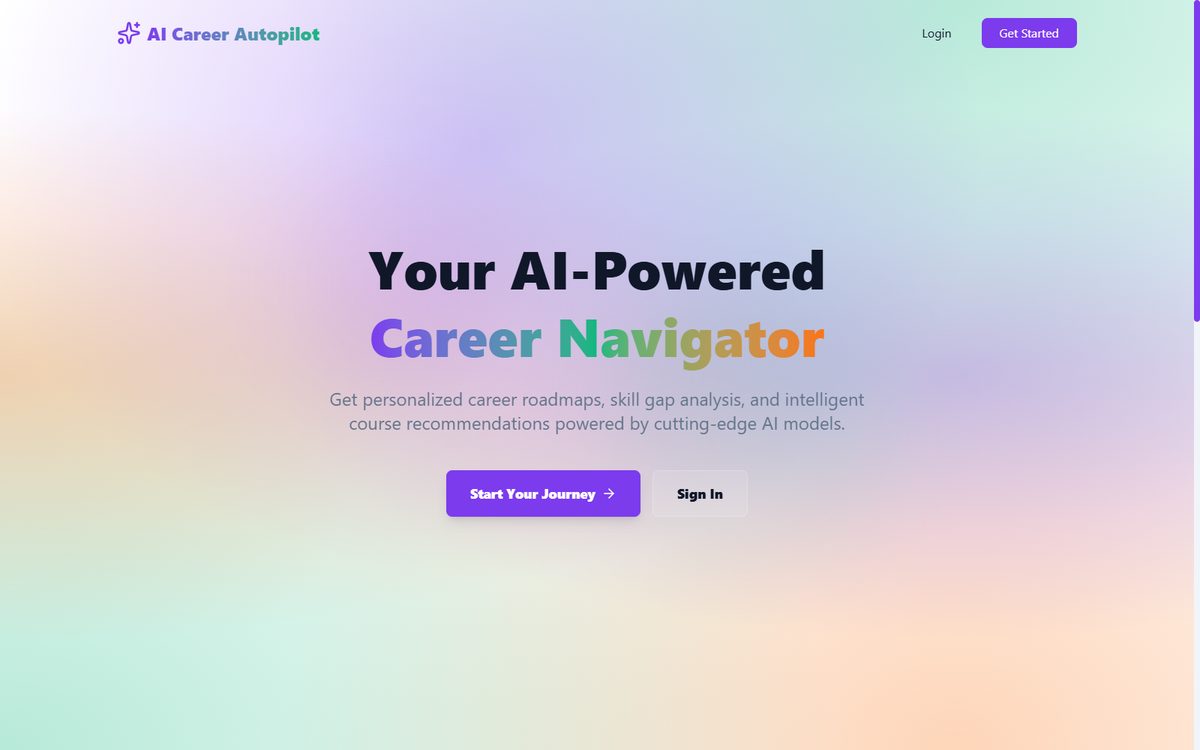 AI Career Autopilot
Login
Get Started
Your AI-Powered
Career Navigator
Get personalized career roadmaps, skill gap analysis, and intelligent
course recommendations powered by cutting-edge AI models.
Start Your Journey →
Sign In